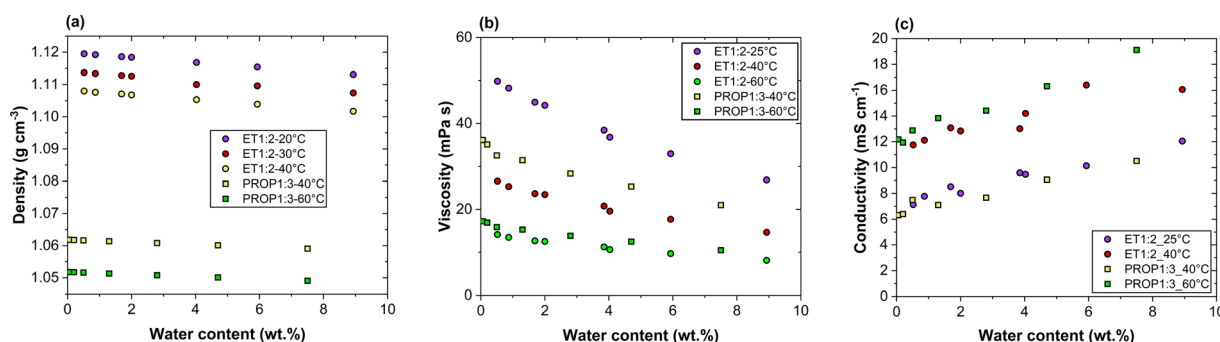 (a)
1.12
1.11
1.10
1.09
1.08
1.07
1.06
1.05
Density (g cm⁻³)
ET1:2-20°C
ET1:2-30°C
ET1:2-40°C
PROP1:3-40°C
PROP1:3-60°C
0 2 4 6 8 10
Water content (wt.%)
(b)
60
40
20
0
Viscosity (mPa s)
ET1:2-25°C
ET1:2-40°C
ET1:2-60°C
PROP1:3-40°C
PROP1:3-60°C
0 2 4 6 8 10
Water content (wt.%)
(c)
20
18
16
14
12
10
8
6
4
2
0
Conductivity (mS cm⁻¹)
ET1:2_25°C
ET1:2_40°C
PROP1:3_40°C
PROP1:3_60°C
0 2 4 6 8 10
Water content (wt.%)